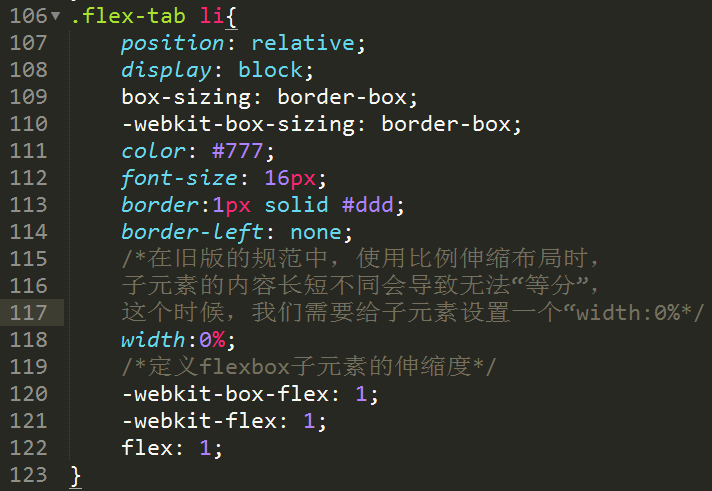 106 .flex-tab li{
107 position: relative;
108 display: block;
109 box-sizing: border-box;
110 -webkit-box-sizing: border-box;
111 color: #777;
112 font-size: 16px;
113 border:1px solid #ddd;
114 border-left: none;
115 /*在旧版的规范中，使用比例伸缩布局时，
116 子元素的内容长短不同会导致无法“等分”，
117 这个时候，我们需要给子元素设置一个“width:0%*/
118 width:0%;
119 /*定义flexbox子元素的伸缩度*/
120 -webkit-box-flex: 1;
121 -webkit-flex: 1;
122 flex: 1;
123 }